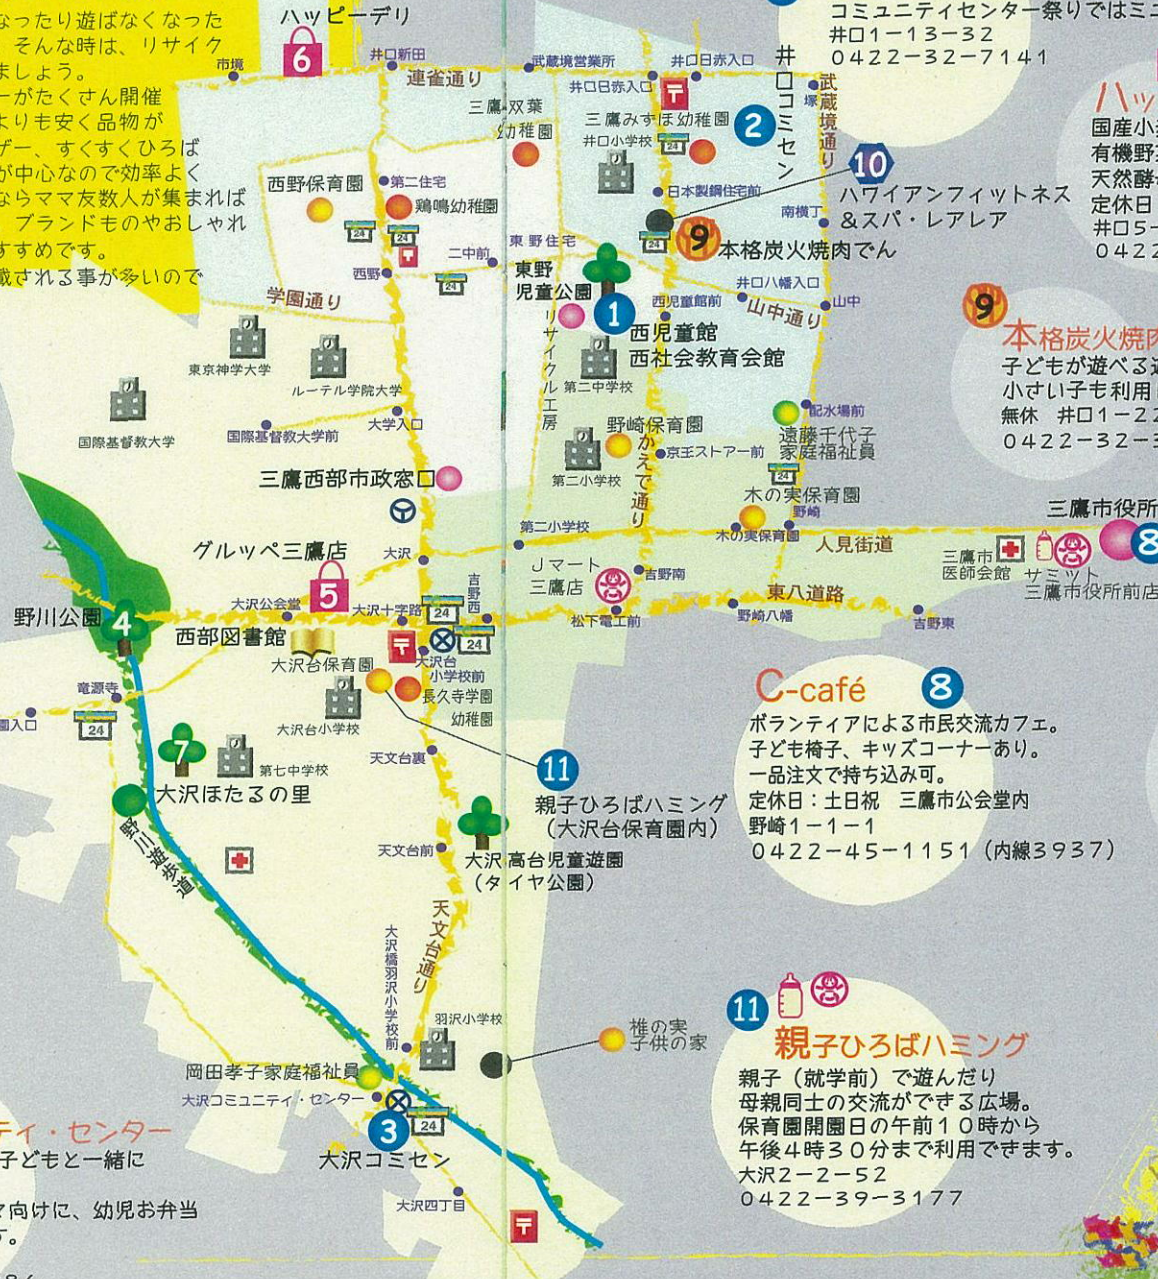 なったり遊ばなくなった
そんな時は、リサイク
ましょう。
ーがたくさん開催
よりも安く品物が
ザー、すくすくひろば
が中心なので効率よく
ならママ友数人が集まれば
ブランドものやおしゃれ
すすめです。
載される事が多いので
ハッピーデリ
6
市境
井口新田
連雀通り
武蔵境営業所
井口日赤入口
井口日赤入口
井口コミセン
武蔵境通り
塚
コミュニティセンター祭りではミニ
井口1-13-32
0422-32-7141
三鷹双葉
幼稚園
三鷹みずほ幼稚園
2
井口小学校
24
10
ハワイアンフィットネス
&スパ・レアレア
ハッ
国産小
有機野
天然酵
定休日
井口5-
0422
西野保育園
第二住宅
鶏鳴幼稚園
24
24
日本製鋼住宅前
南横丁
24
9
本格炭火焼肉でん
東野住宅
二中前
西野
24
東野
児童公園
井口八幡入口
山中通り
山中
学園通り
1
西児童館前
西児童館
西社会教育会館
リサイクル工房
第二中学校
東京神学大学
ルーテル学院大学
国際基督教大学
国際基督教大学前
大学入口
9
本格炭火焼肉
子どもが遊べる
小さい子も利用
無休 井口1-22
0422-32-3
配水場前
遠藤千代子
家庭福祉員
24
野崎保育園
かえで通り
京王ストアー前
第二小学校
木の実保育園
野崎
木の実保育園
人見街道
三鷹西部市政窓口
第二小学校
グルッペ三鷹店
5
大沢
Jマート
三鷹店
吉野南
三鷹市役所
8
三鷹市
医師会館
サミット
三鷹市役所前店
東八道路
吉野西
野川公園
4
大沢公会堂
大沢十字路
24
24
松下電工前
野崎八幡
吉野東
西部図書館
大沢台保育園
大沢台
小学校前
長久寺学園
幼稚園
大沢台小学校
竜源寺
園入口
24
7
第七中学校
大沢ほたるの里
野川遊歩道
天文台裏
11
親子ひろばハミング
(大沢台保育園内)
天文台前
大沢高台児童遊園
(タイヤ公園)
天文台通り
C-café
8
ボランティアによる市民交流カフェ。
子ども椅子、キッズコーナーあり。
一品注文で持ち込み可。
定休日:土日祝 三鷹市公会堂内
野崎1-1-1
0422-45-1151(内線3937)
大沢橋羽沢小学校前
羽沢小学校
椎の実
子供の家
岡田孝子家庭福祉員
大沢コミュニティ・センター
3
24
大沢コミセン
大沢四丁目
11
親子ひろばハミング
親子(就学前)で遊んだり
母親同士の交流ができる広場。
保育園開園日の午前10時から
午後4時30分まで利用できます。
大沢2-2-52
0422-39-3177
ティ・センター
子どもと一緒に
マ向けに、幼児お弁当
す。